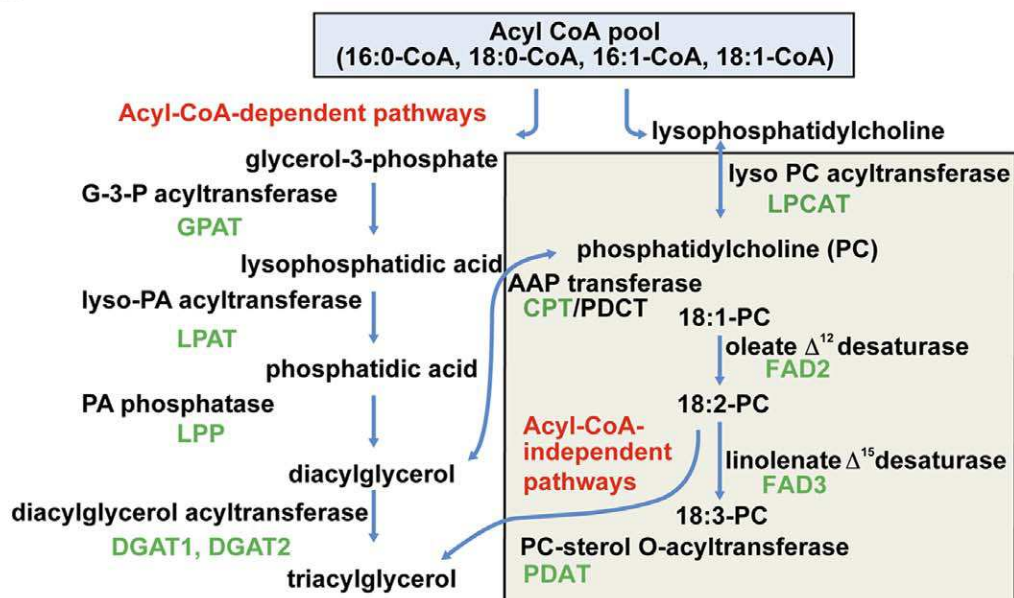 Acyl CoA pool
(16:0-CoA, 18:0-CoA, 16:1-CoA, 18:1-CoA)
Acyl-CoA-dependent pathways
glycerol-3-phosphate
G-3-P acyltransferase
GPAT
lysophosphatidic acid
lyso-PA acyltransferase
LPAT
phosphatidic acid
PA phosphatase
LPP
diacylglycerol
diacylglycerol acyltransferase
DGAT1, DGAT2
triacylglycerol
lysophosphatidylcholine
lyso PC acyltransferase
LPCAT
phosphatidylcholine (PC)
AAP transferase
CPT/PDCT
18:1-PC
oleate Δ¹² desaturase
FAD2
18:2-PC
Acyl-CoA-
independent
pathways
linolenate Δ¹⁵ desaturase
FAD3
18:3-PC
PC-sterol O-acyltransferase
PDAT